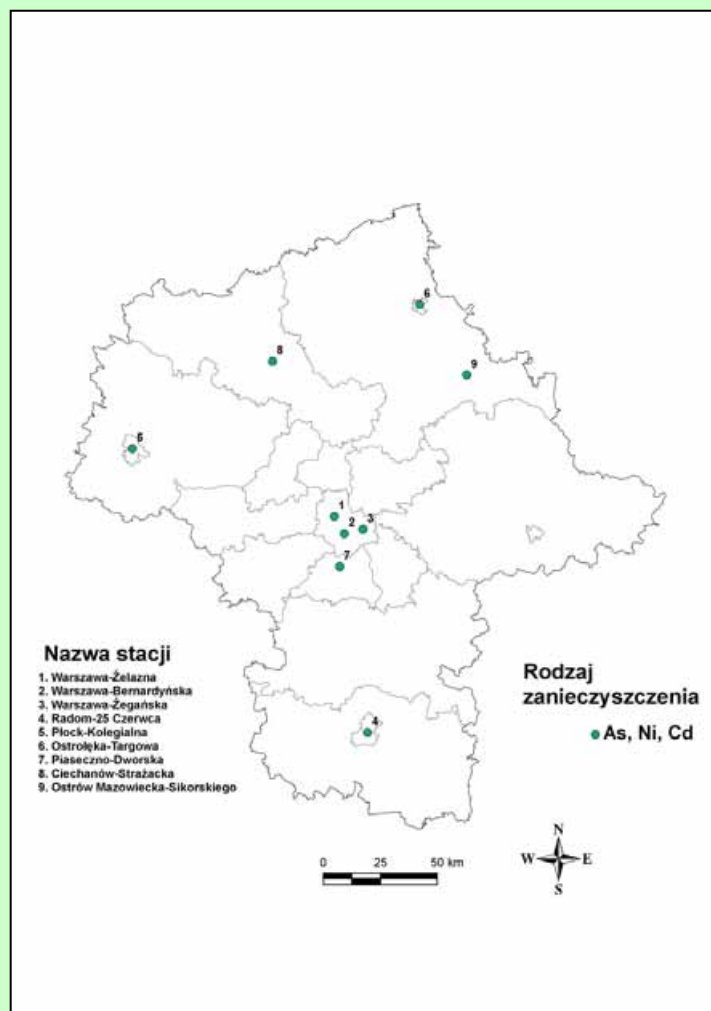 6
8
9
5
1
2
3
7
Nazwa stacji
1. Warszawa-Żelazna
2. Warszawa-Bernardyńska
3. Warszawa-Żegańska
4. Radom-25 Czerwca
5. Płock-Kolegialna
6. Ostrołęka-Targowa
7. Piaseczno-Dworska
8. Ciechanów-Strażacka
9. Ostrów Mazowiecka-Sikorskiego
Rodzaj
zanieczyszczenia
As, Ni, Cd
4
N
W E
S
0 25 50 km